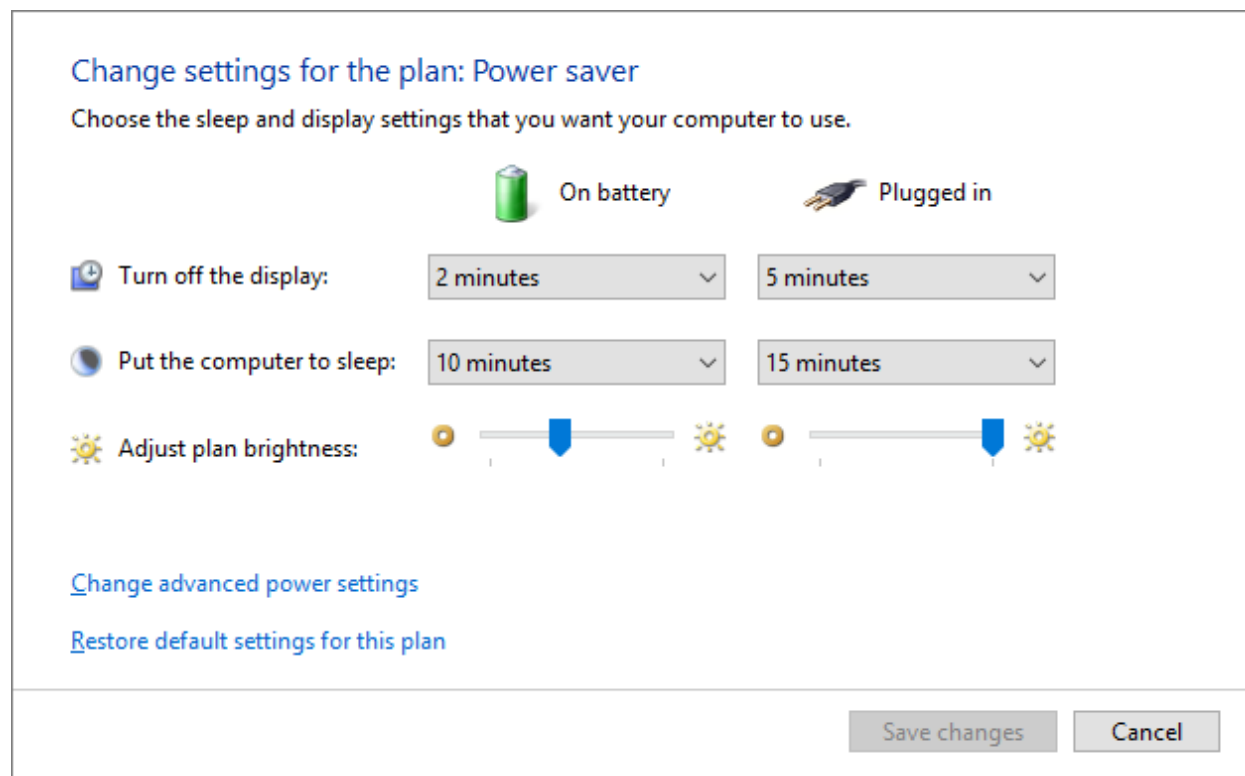 Change settings for the plan: Power saver
Choose the sleep and display settings that you want your computer to use.
On battery Plugged in
Turn off the display: 2 minutes 5 minutes
Put the computer to sleep: 10 minutes 15 minutes
Adjust plan brightness:
Change advanced power settings
Restore default settings for this plan
Save changes Cancel